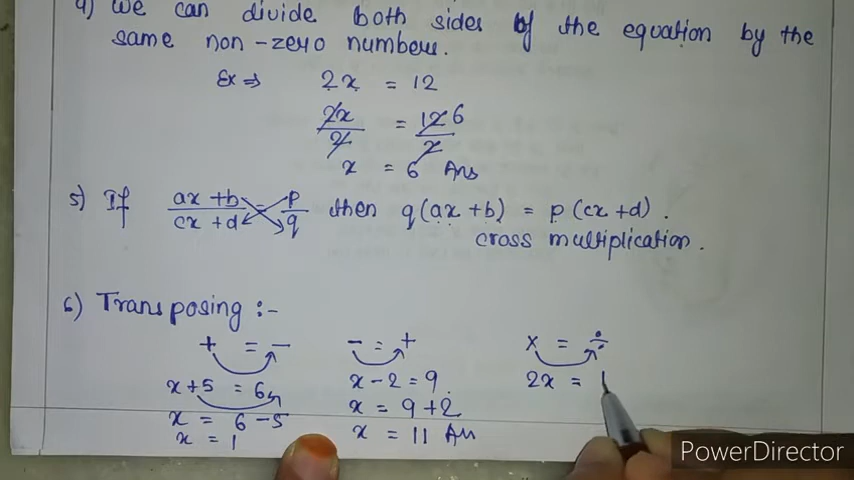 4) We can divide both sides of the equation by the
same non-zero numbers.
Ex ⇒ 2x = 12
2x/2 = 12/2 6
x = 6 Ans
5) If ax+b/cx+d = p/q then q(ax+b) = p(cx+d).
cross multiplication.
6) Transposing :-
+ = − − = + × = ÷
x+5 = 6 x-2 = 9. 2x = 1
x = 6-5 x = 9+2
x = 1 x = 11 Ans
PowerDirector